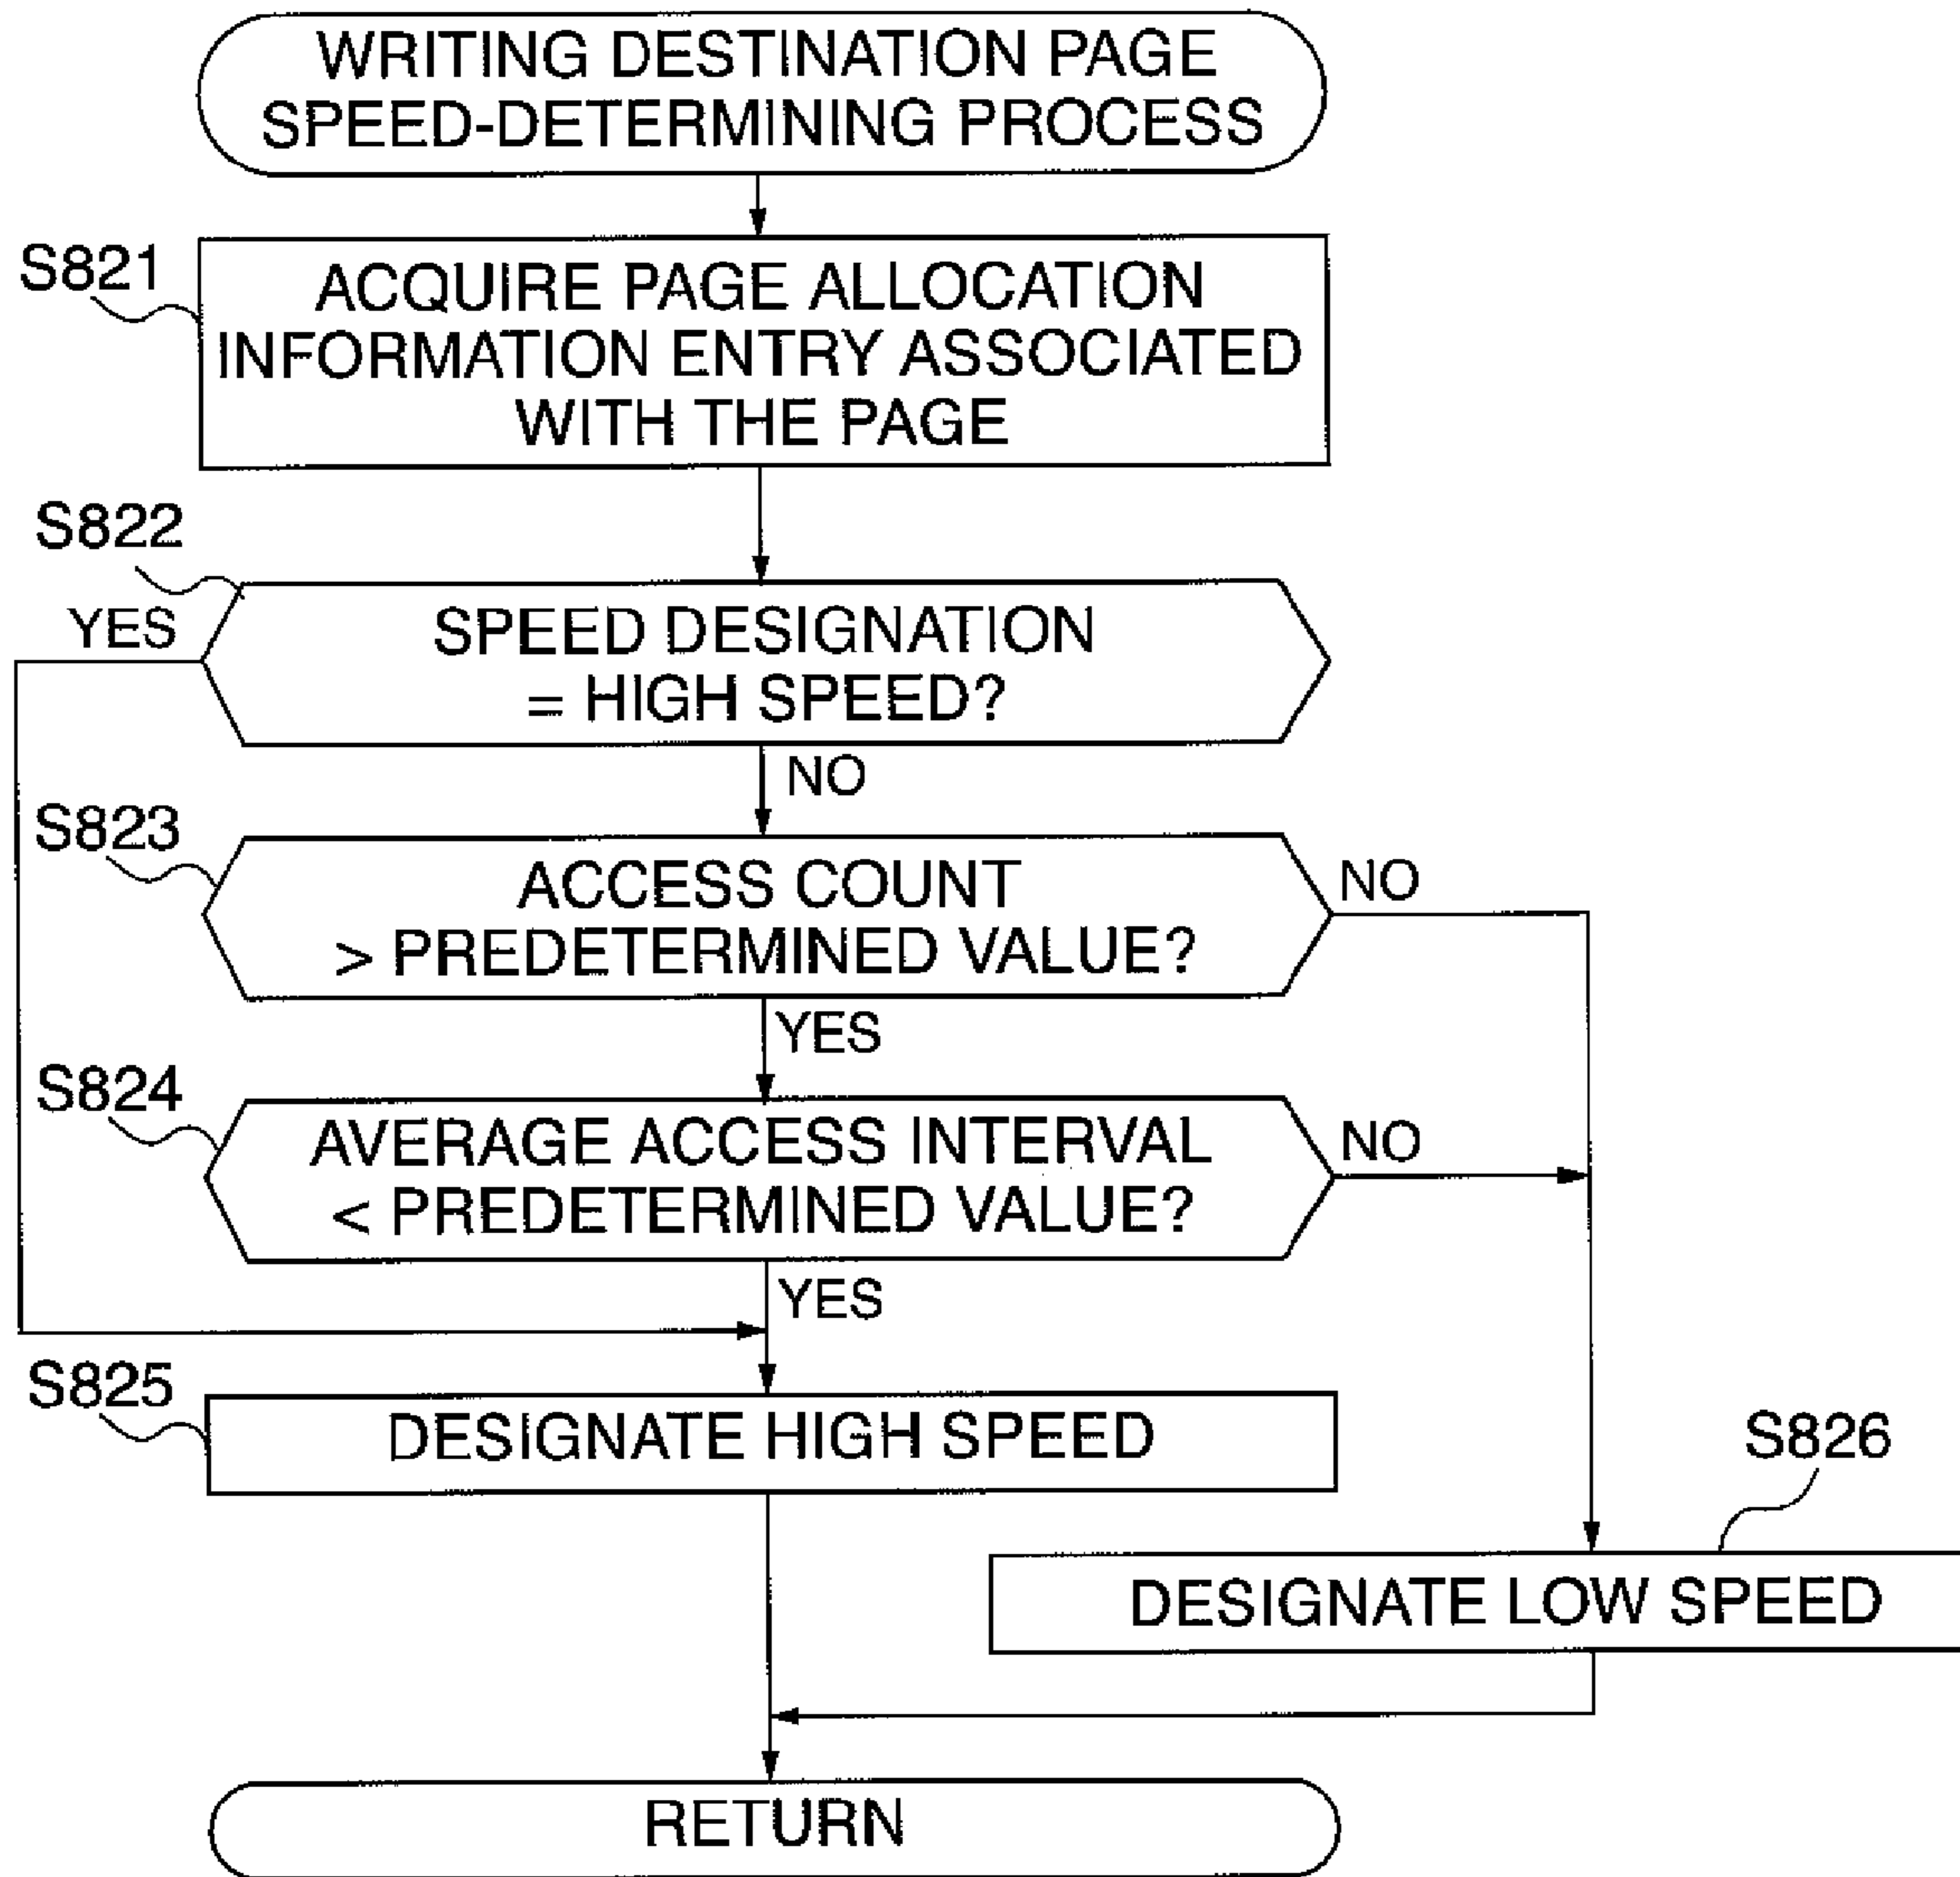 WRITING DESTINATION PAGE
SPEED-DETERMINING PROCESS
S821
ACQUIRE PAGE ALLOCATION
INFORMATION ENTRY ASSOCIATED
WITH THE PAGE
S822
YES
SPEED DESIGNATION
= HIGH SPEED?
NO
S823
ACCESS COUNT
> PREDETERMINED VALUE?
NO
YES
S824
AVERAGE ACCESS INTERVAL
< PREDETERMINED VALUE?
NO
YES
S825
DESIGNATE HIGH SPEED
S826
DESIGNATE LOW SPEED
RETURN